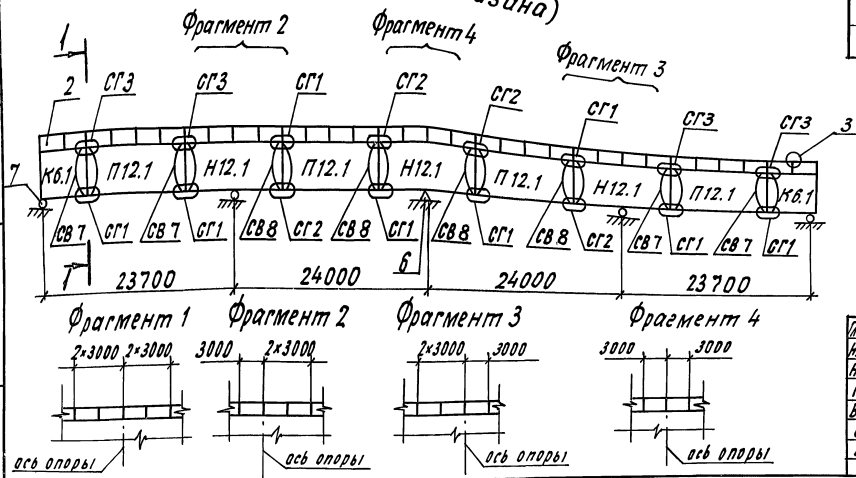 зана)
Фрагмент 2
Фрагмент 4
Фрагмент 3
1
2
СГ3
СГ3
СГ1
СГ2
СГ2
СГ1
СГ3
СГ3
3
7
К6.1
П12.1
Н12.1
П12.1
Н12.1
П12.1
Н12.1
П12.1
К6.1
СВ7
СГ1
СВ7
СГ1
СВ8
СГ2
СВ8
СГ1
6
СВ8
СГ1
СВ8
СГ2
СВ7
СГ1
СВ7
СГ1
1
23700
24000
24000
23700
Фрагмент 1
Фрагмент 2
Фрагмент 3
Фрагмент 4
2×3000 2×3000
3000 2×3000
2×3000 3000
3000 3000
ось опоры
ось опоры
ось опоры
ось опоры